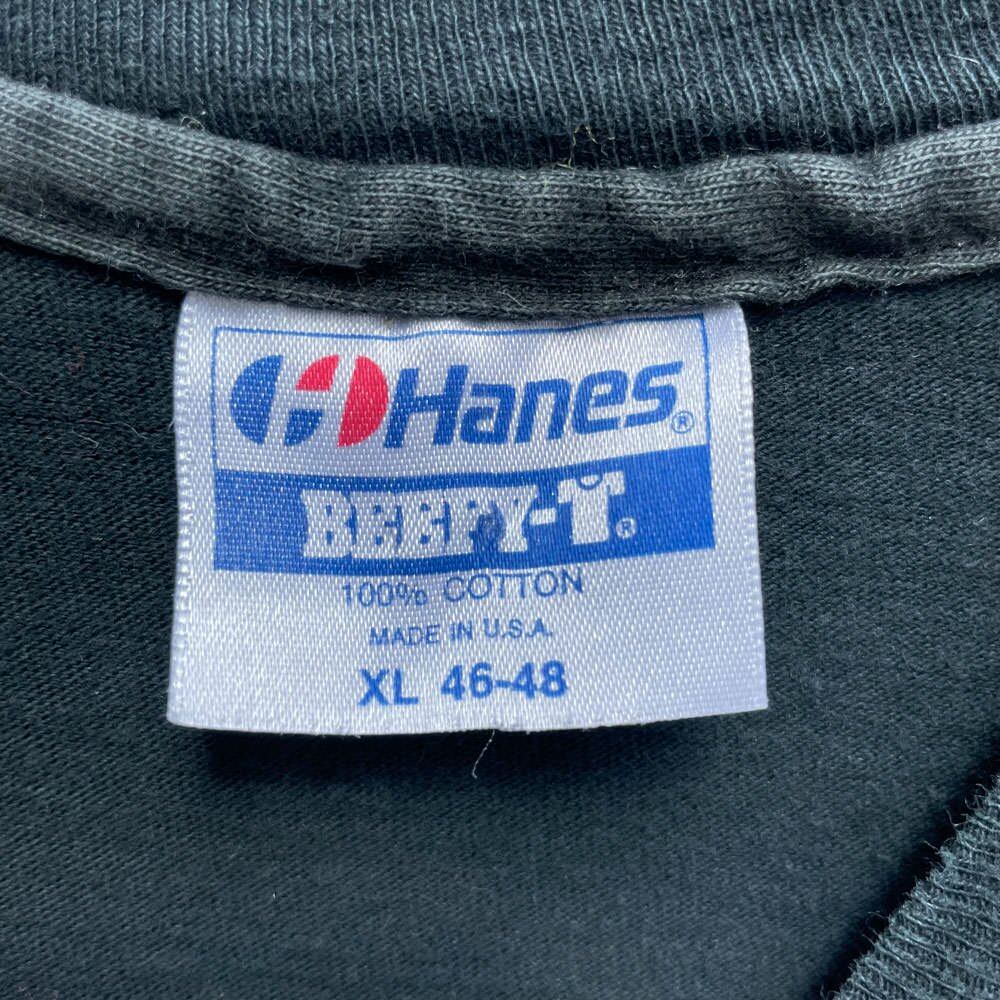 Hanes®
BEEFY-T®
100% COTTON
MADE IN U.S.A.
XL 46-48